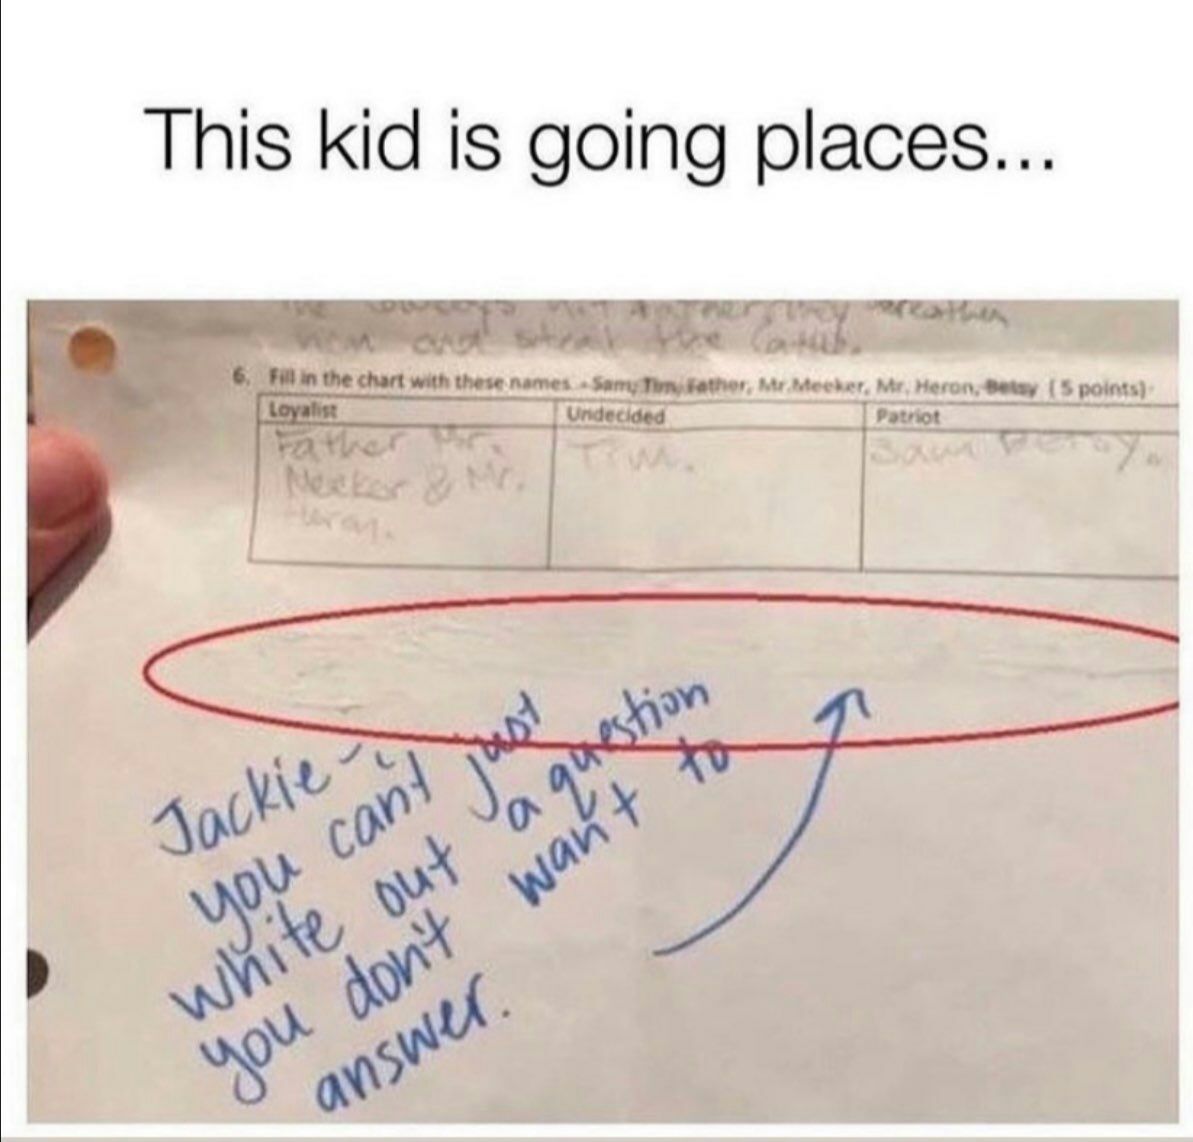 This kid is going places...
him and steal the cattle.
6. Fill in the chart with these names - Sam, Tim, Father, Mr.Meeker, Mr. Heron, Betsy (5 points)
Loyalist Undecided Patriot
Father Mr. Tim. Sam Betsy.
Meeker & Mr.
Heron.
Jackie-
you can't just
white out a question
you don't want to
answer.